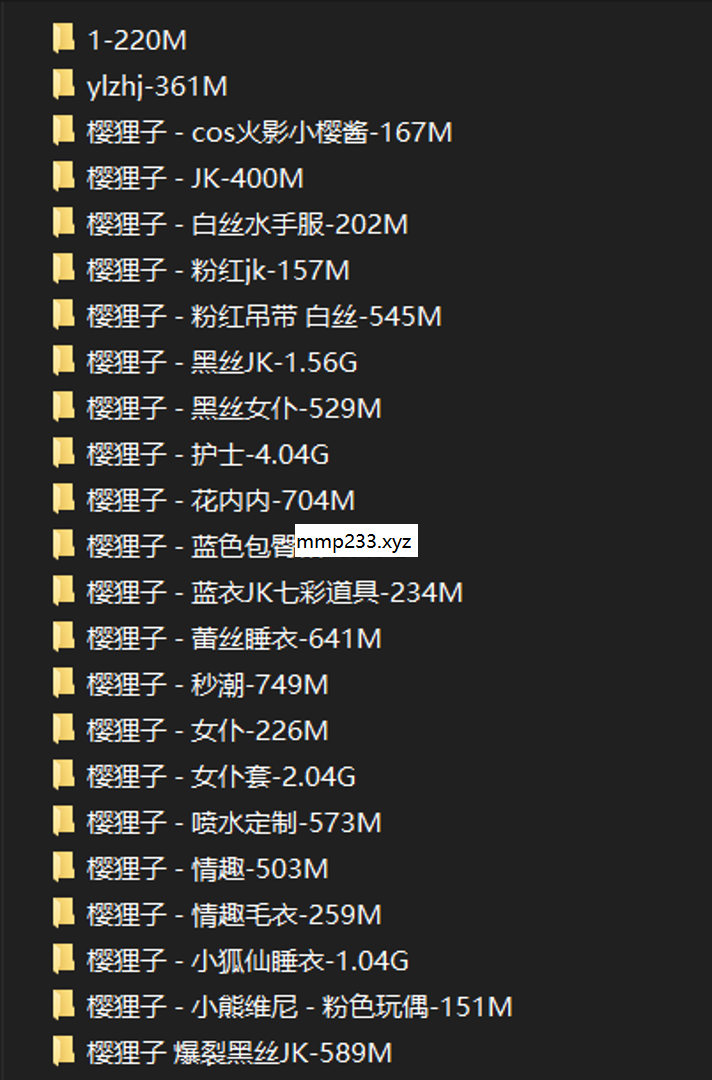 1-220M
ylzhj-361M
樱狸子 - cos火影小樱酱-167M
樱狸子 - JK-400M
樱狸子 - 白丝水手服-202M
樱狸子 - 粉红jk-157M
樱狸子 - 粉红吊带 白丝-545M
樱狸子 - 黑丝JK-1.56G
樱狸子 - 黑丝女仆-529M
樱狸子 - 护士-4.04G
樱狸子 - 花内内-704M
樱狸子 - 蓝色包臀 mmp233.xyz
樱狸子 - 蓝衣JK七彩道具-234M
樱狸子 - 蕾丝睡衣-641M
樱狸子 - 秒潮-749M
樱狸子 - 女仆-226M
樱狸子 - 女仆套-2.04G
樱狸子 - 喷水定制-573M
樱狸子 - 情趣-503M
樱狸子 - 情趣毛衣-259M
樱狸子 - 小狐仙睡衣-1.04G
樱狸子 - 小熊维尼 - 粉色玩偶-151M
樱狸子 爆裂黑丝JK-589M